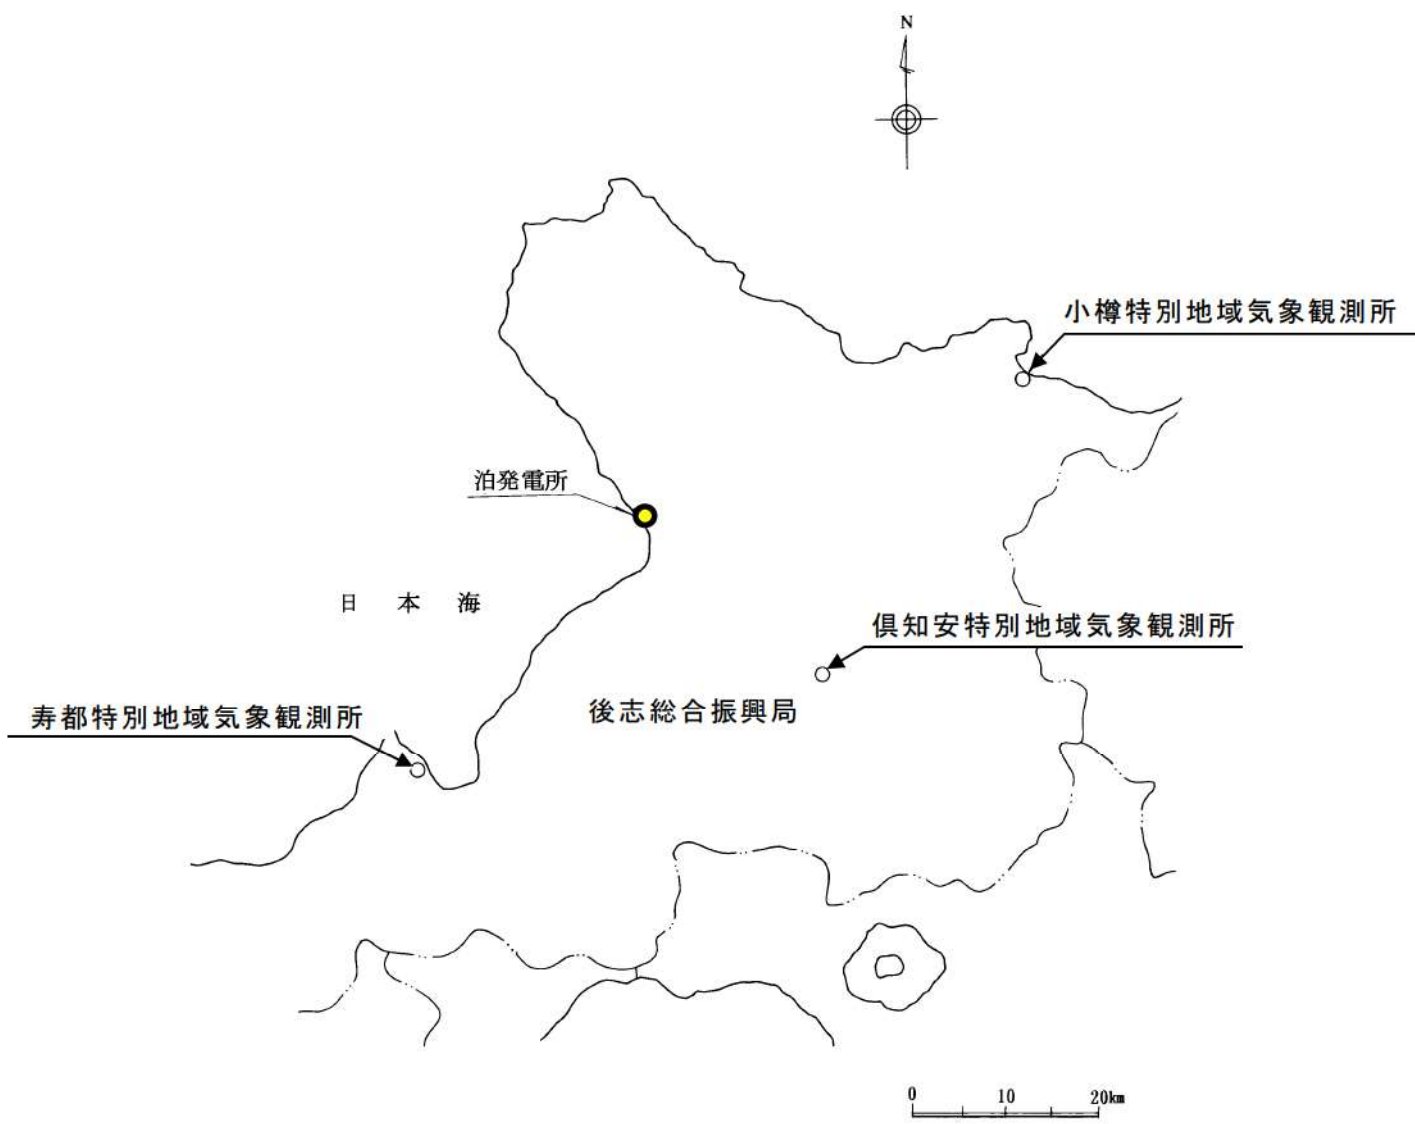 N
小樽特別地域気象観測所
泊発電所
日本海
倶知安特別地域気象観測所
後志総合振興局
寿都特別地域気象観測所
0 10 20km